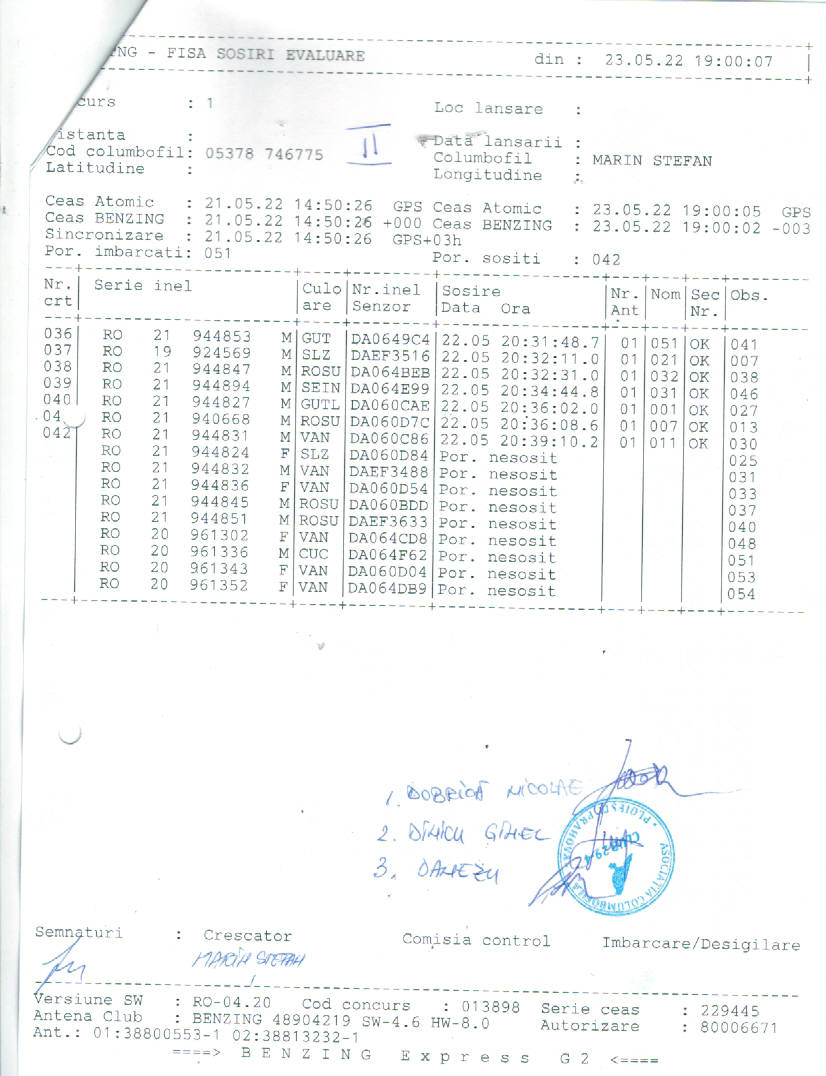 PNG - FISA SOSIRI EVALUARE din : 23.05.22 19:00:07
curs : 1 Loc lansare :
istanta : Data lansarii :
Cod columbofil: 05378 746775 II Columbofil : MARIN STEFAN
Latitudine : Longitudine :
Ceas Atomic : 21.05.22 14:50:26 GPS Ceas Atomic : 23.05.22 19:00:05 GPS
Ceas BENZING : 21.05.22 14:50:26 +000 Ceas BENZING : 23.05.22 19:00:02 -003
Sincronizare : 21.05.22 14:50:26 GPS+03h
Por. imbarcati: 051 Por. sositi : 042
Nr. Serie inel Culo Nr.inel Sosire Nr. Nom Sec Obs.
crt are Senzor Data Ora Ant Nr.
036 RO 21 944853 M GUT DA0649C4 22.05 20:31:48.7 01 051 OK 041
037 RO 19 924569 M SLZ DAEF3516 22.05 20:32:11.0 01 021 OK 007
038 RO 21 944847 M ROSU DA064BEB 22.05 20:32:31.0 01 032 OK 038
039 RO 21 944894 M SEIN DA064E99 22.05 20:34:44.8 01 031 OK 046
040 RO 21 944827 M GUTL DA060CAE 22.05 20:36:02.0 01 001 OK 027
04 RO 21 940668 M ROSU DA060D7C 22.05 20:36:08.6 01 007 OK 013
042 RO 21 944831 M VAN DA060C86 22.05 20:39:10.2 01 011 OK 030
RO 21 944824 F SLZ DA060D84 Por. nesosit 025
RO 21 944832 M VAN DAEF3488 Por. nesosit 031
RO 21 944836 F VAN DA060D54 Por. nesosit 033
RO 21 944845 M ROSU DA060BDD Por. nesosit 037
RO 21 944851 M ROSU DAEF3633 Por. nesosit 040
RO 20 961302 F VAN DA064CD8 Por. nesosit 048
RO 20 961336 M CUC DA064F62 Por. nesosit 051
RO 20 961343 F VAN DA060D04 Por. nesosit 053
RO 20 961352 F VAN DA064DB9 Por. nesosit 054
1. DOBRICĂ NICOLAE
2. DINICU GIGEL
3. DANEZU
ASOCIATIA COLUMBOFILA PLOIESTI PRAHOVA
Semnaturi : Crescator Comisia control Imbarcare/Desigilare
MARIN STEFAN
Versiune SW : RO-04.20 Cod concurs : 013898 Serie ceas : 229445
Antena Club : BENZING 48904219 SW-4.6 HW-8.0 Autorizare : 80006671
Ant.: 01:38800553-1 02:38813232-1
====> B E N Z I N G E x p r e s s G 2 <====